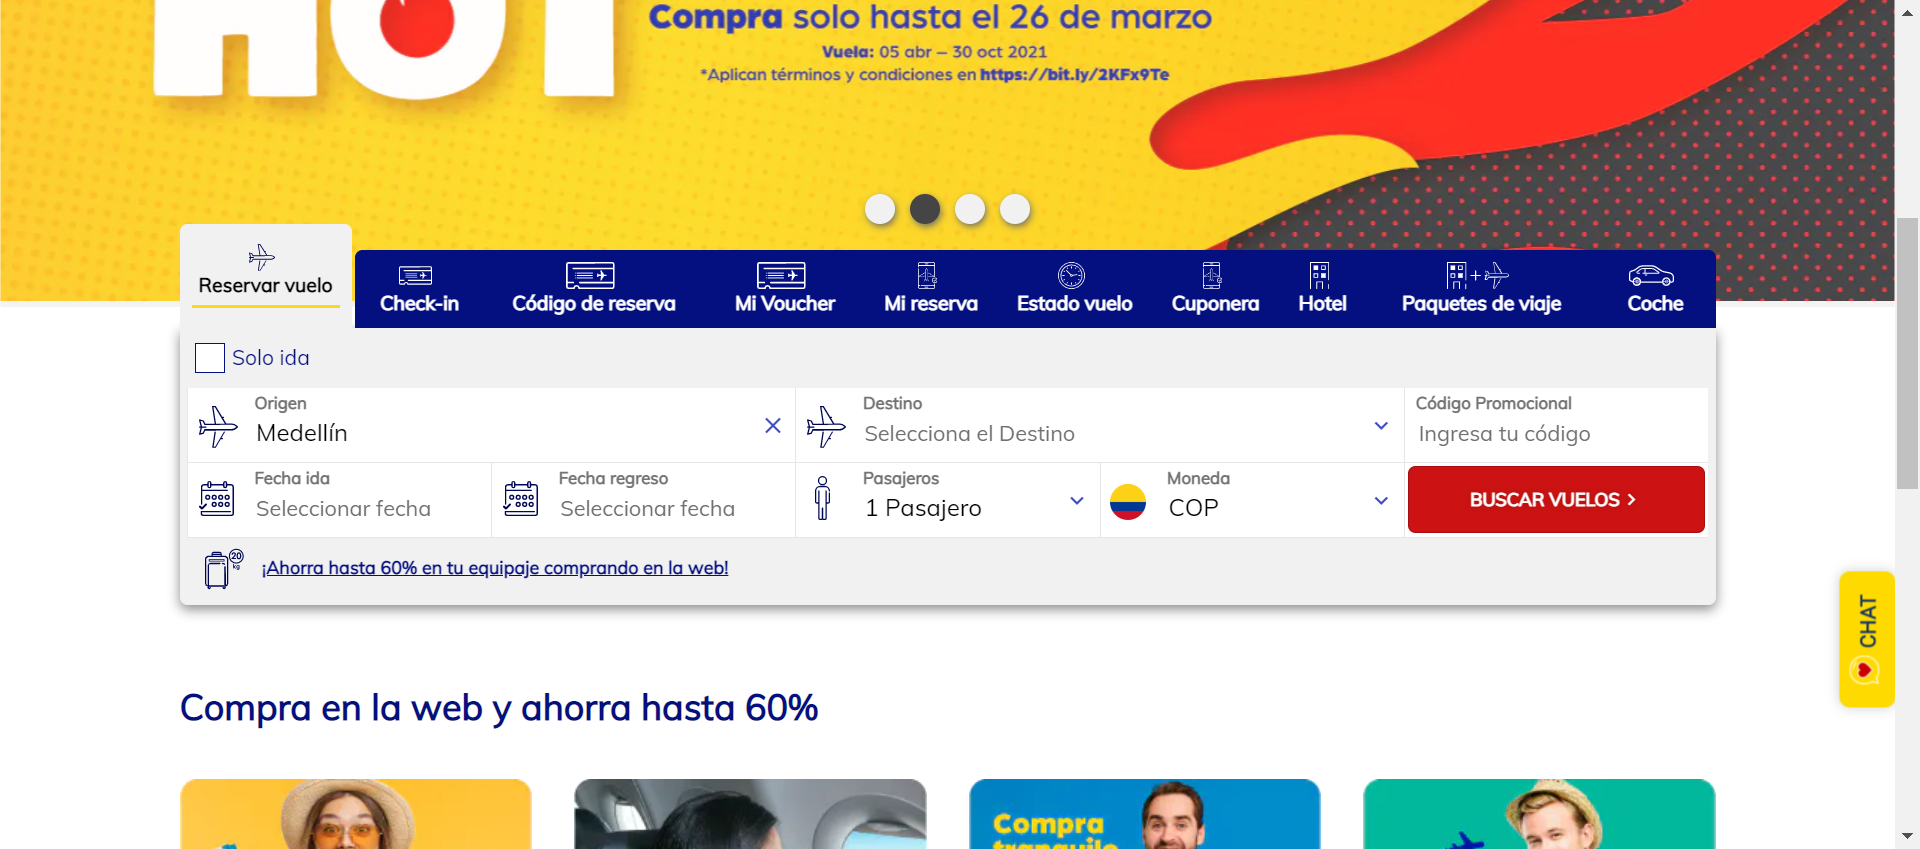 HOT
Compra solo hasta el 26 de marzo
Vuela: 05 abr – 30 oct 2021
*Aplican términos y condiciones en https://bit.ly/2KFx9Te
Reservar vuelo
Check-in
Código de reserva
Mi Voucher
Mi reserva
Estado vuelo
Cuponera
Hotel
Paquetes de viaje
Coche
Solo ida
Origen
Medellín
Destino
Selecciona el Destino
Código Promocional
Ingresa tu código
Fecha ida
Seleccionar fecha
Fecha regreso
Seleccionar fecha
Pasajeros
1 Pasajero
Moneda
COP
BUSCAR VUELOS
20
kg
¡Ahorra hasta 60% en tu equipaje comprando en la web!
CHAT
Compra en la web y ahorra hasta 60%
Compra
tranquilo